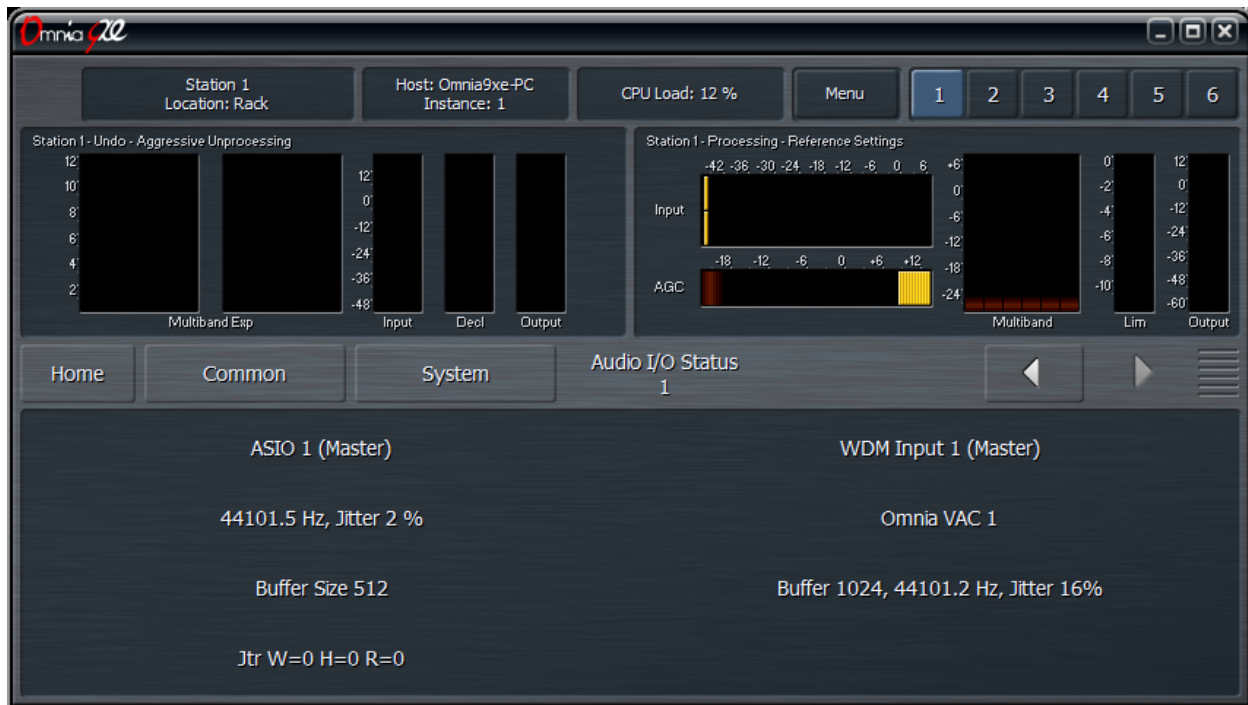 Omnia 9XE
Station 1
Location: Rack
Host: Omnia9xe-PC
Instance: 1
CPU Load: 12 %
Menu
1 2 3 4 5 6
Station 1 - Undo - Aggressive Unprocessing
12
10
8
6
4
2
Multiband Exp
12
0
-12
-24
-36
-48
Input Decl Output
Station 1 - Processing - Reference Settings
-42 -36 -30 -24 -18 -12 -6 0 6
Input
-18 -12 -6 0 +6 +12
AGC
+6
0
-6
-12
-18
-24
Multiband
0
-2
-4
-6
-8
-10
Lim
12
0
-12
-24
-36
-48
-60
Output
Home
Common
System
Audio I/O Status
1
ASIO 1 (Master)
44101.5 Hz, Jitter 2 %
Buffer Size 512
Jtr W=0 H=0 R=0
WDM Input 1 (Master)
Omnia VAC 1
Buffer 1024, 44101.2 Hz, Jitter 16%